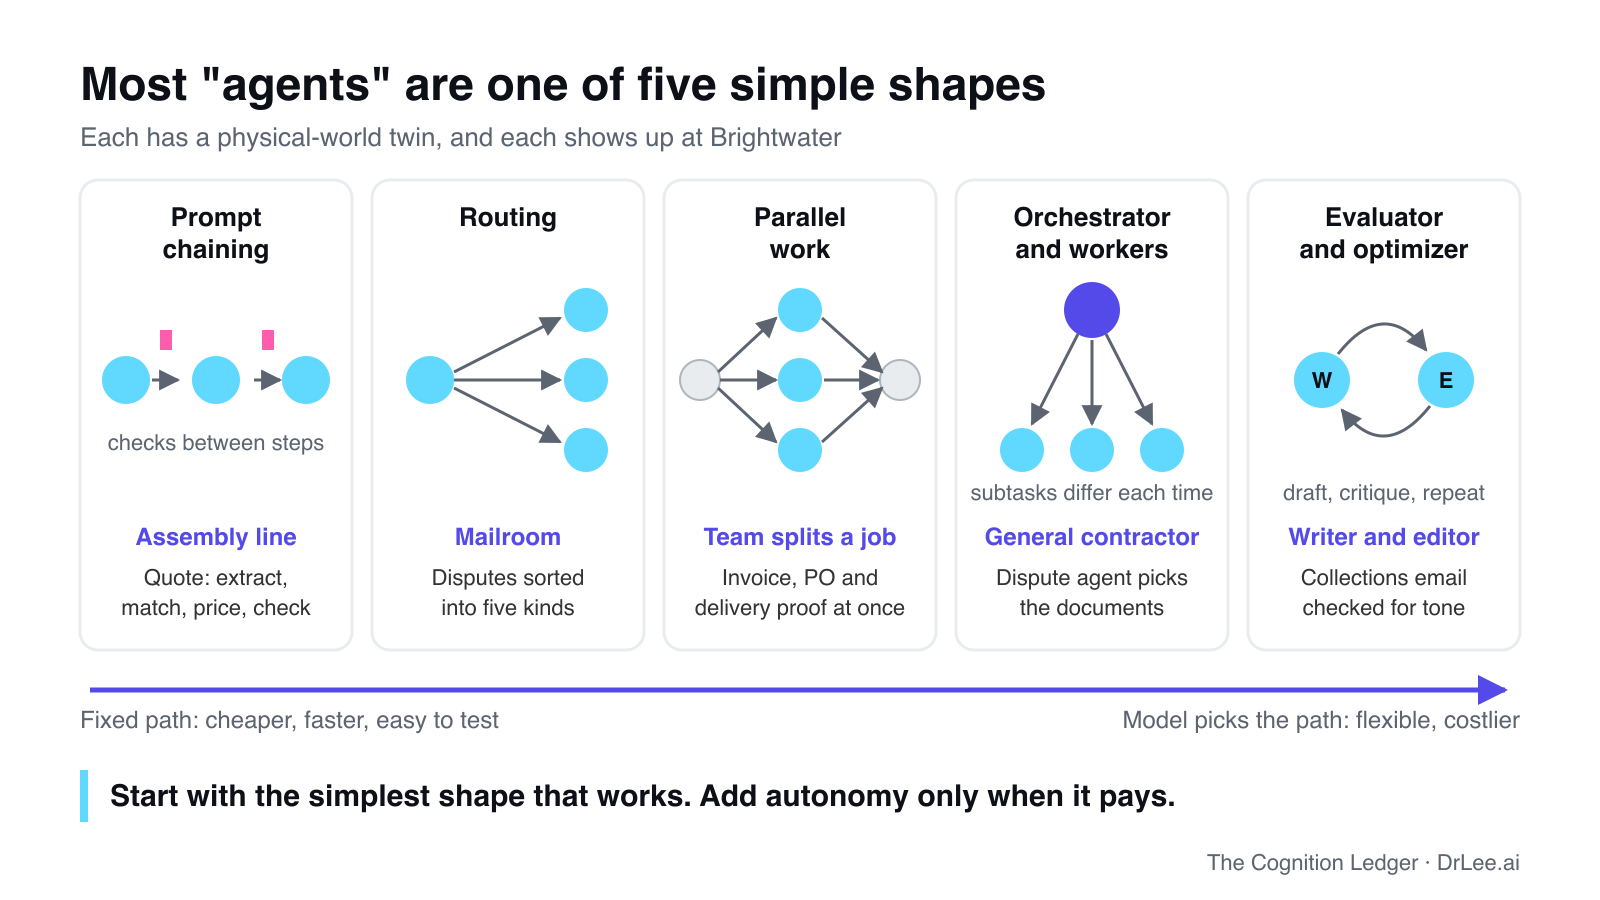 Most "agents" are one of five simple shapes
Each has a physical-world twin, and each shows up at Brightwater
Prompt
chaining
checks between steps
Assembly line
Quote: extract,
match, price, check
Routing
Mailroom
Disputes sorted
into five kinds
Parallel
work
Team splits a job
Invoice, PO and
delivery proof at once
Orchestrator
and workers
subtasks differ each time
General contractor
Dispute agent picks
the documents
Evaluator
and optimizer
W
E
draft, critique, repeat
Writer and editor
Collections email
checked for tone
Fixed path: cheaper, faster, easy to test
Model picks the path: flexible, costlier
Start with the simplest shape that works. Add autonomy only when it pays.
The Cognition Ledger · DrLee.ai